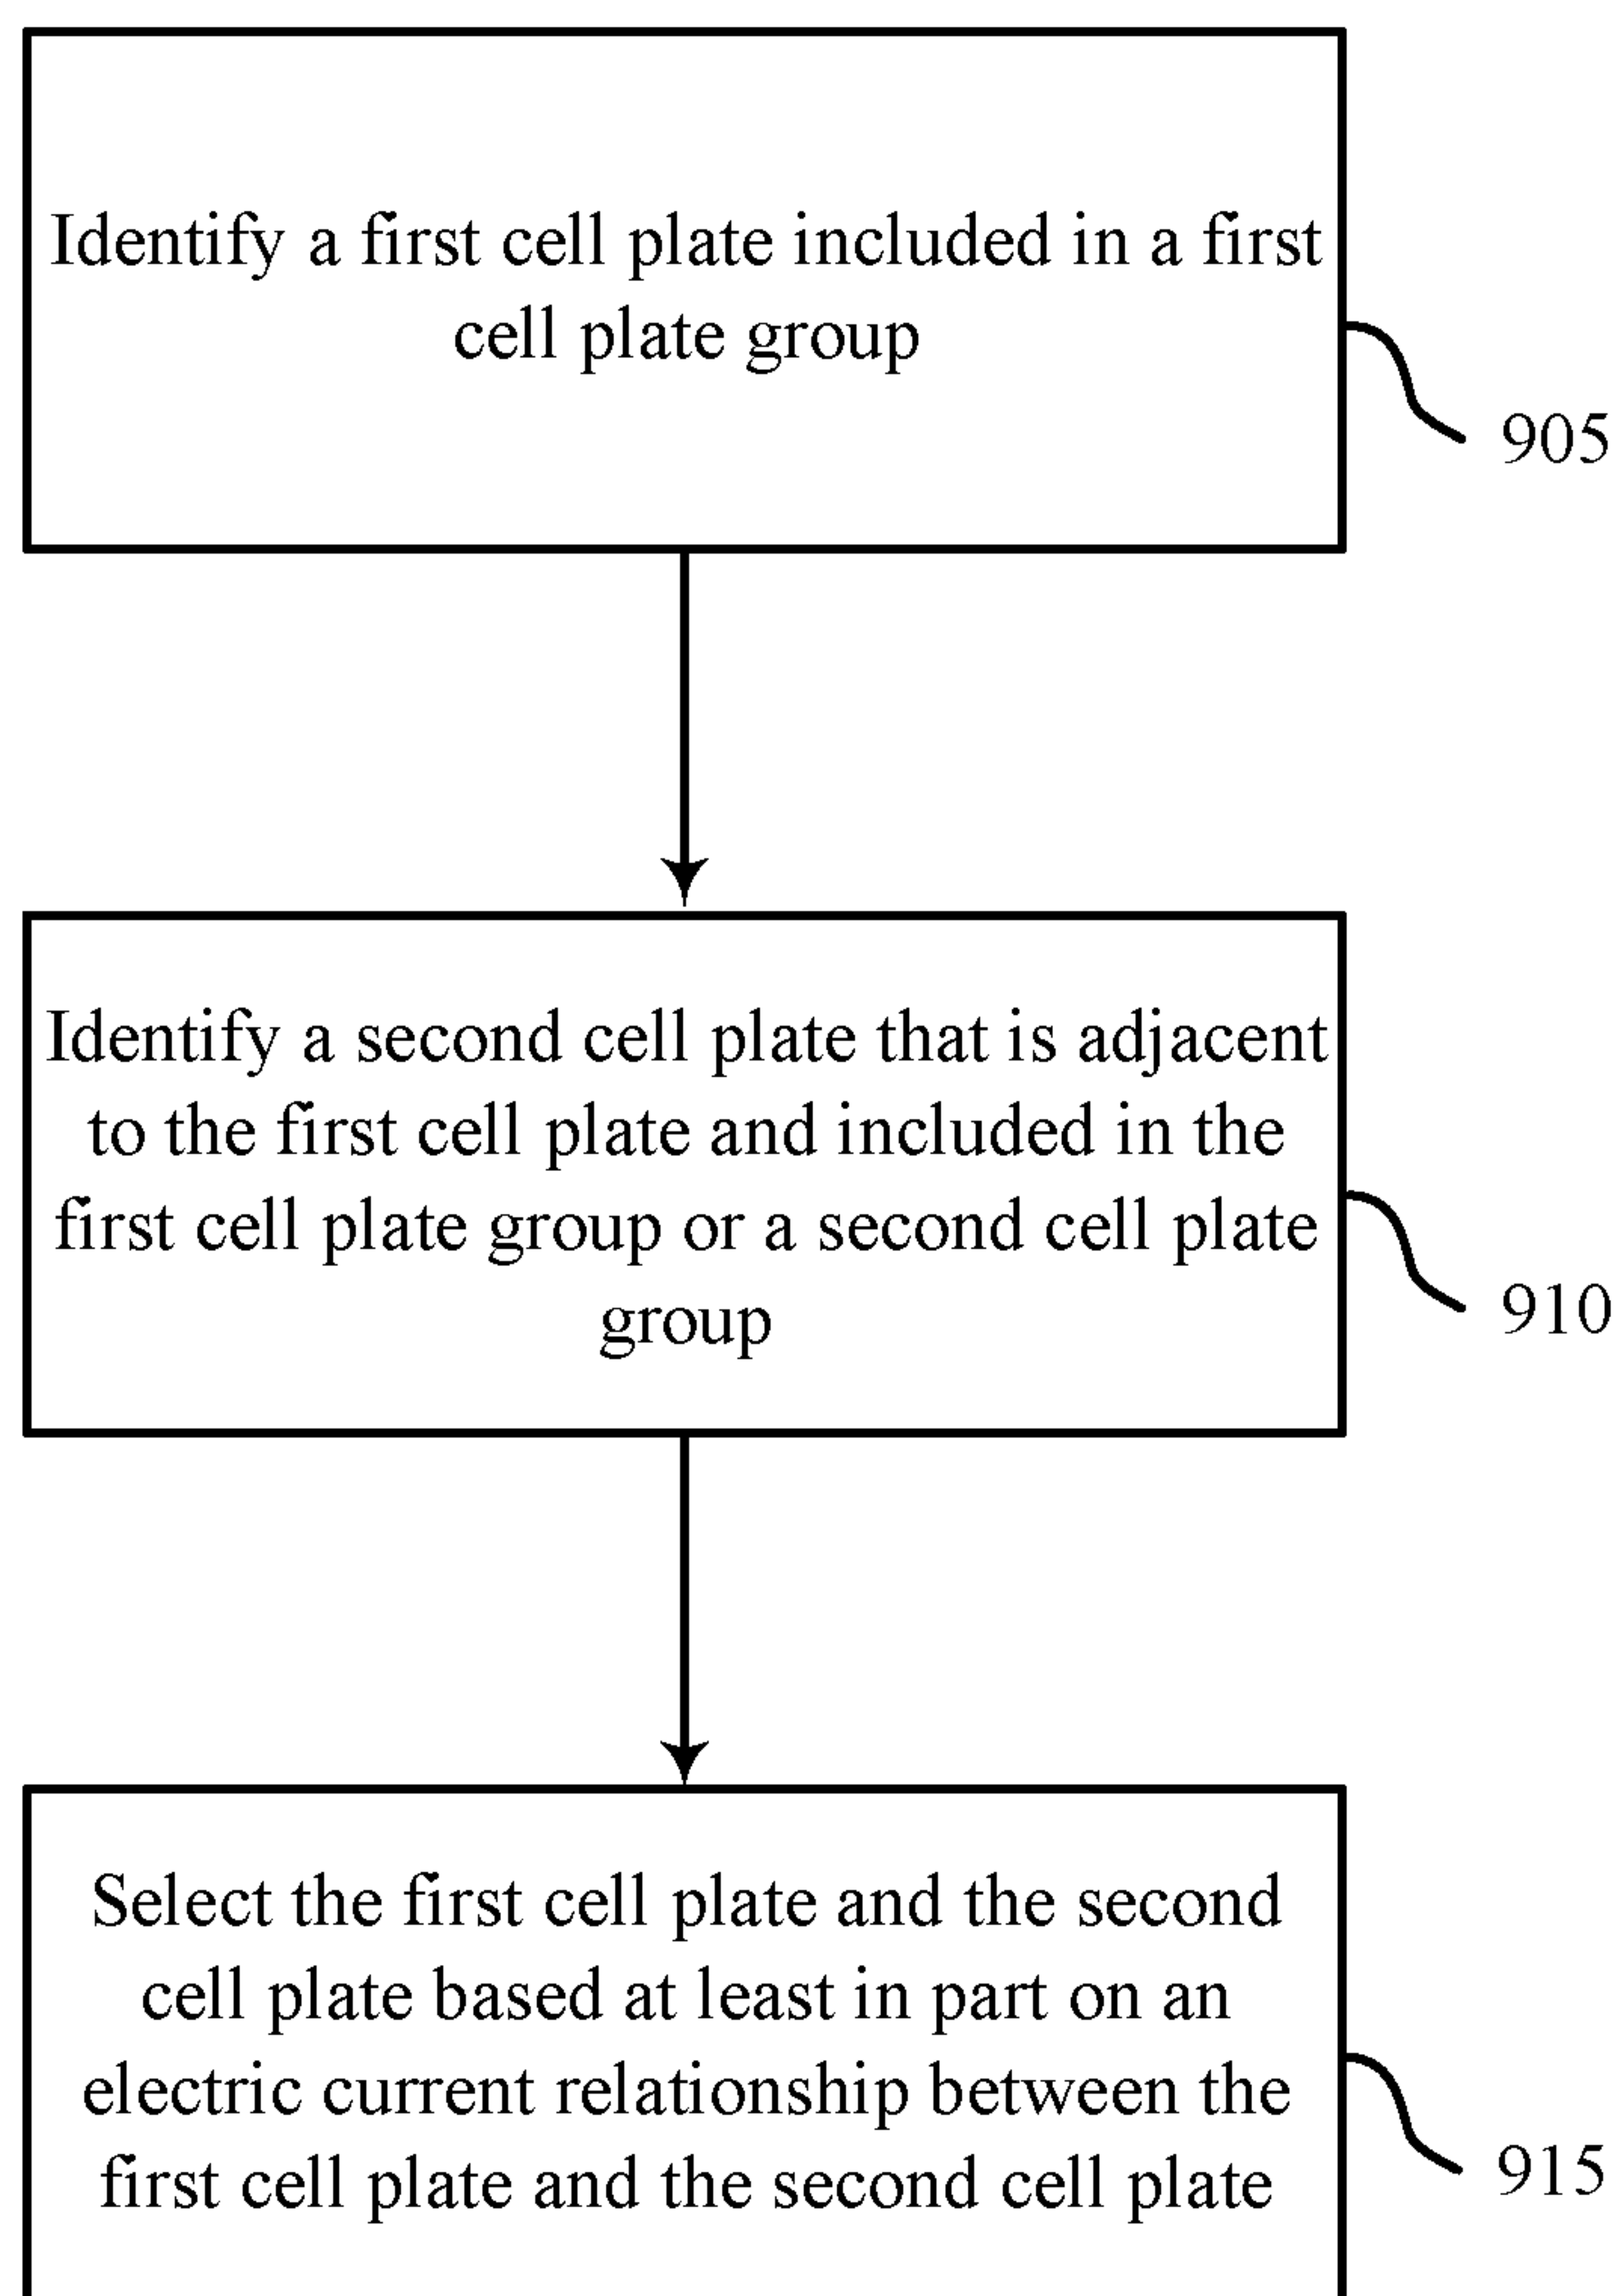 Identify a first cell plate included in a first
cell plate group
905
Identify a second cell plate that is adjacent
to the first cell plate and included in the
first cell plate group or a second cell plate
group
910
Select the first cell plate and the second
cell plate based at least in part on an
electric current relationship between the
first cell plate and the second cell plate
915